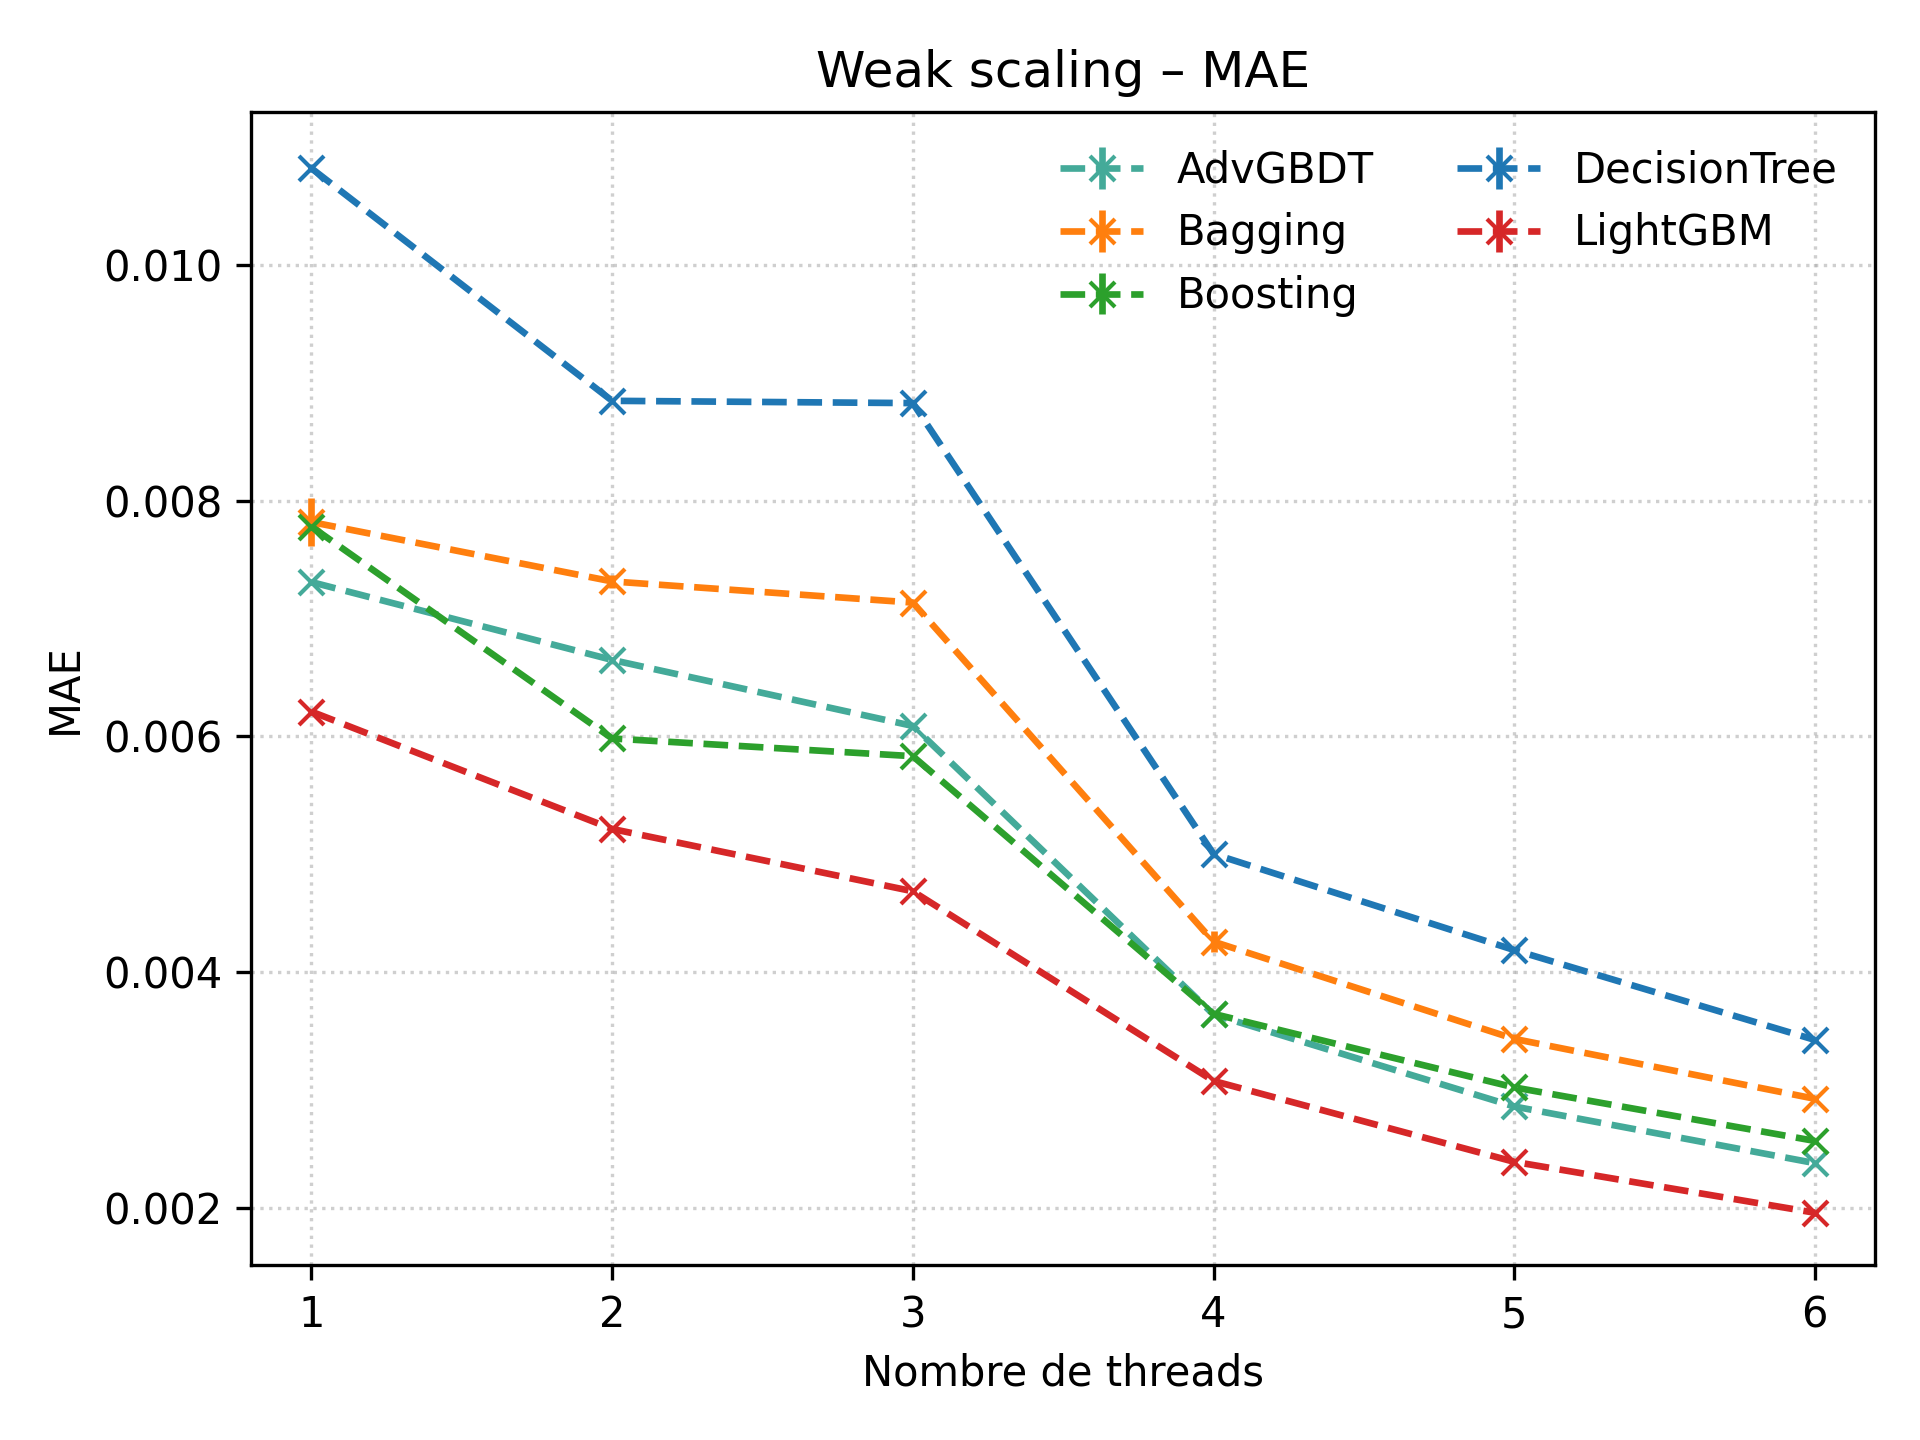 Weak scaling – MAE
AdvGBDT
Bagging
Boosting
DecisionTree
LightGBM
MAE
0.010
0.008
0.006
0.004
0.002
1 2 3 4 5 6
Nombre de threads